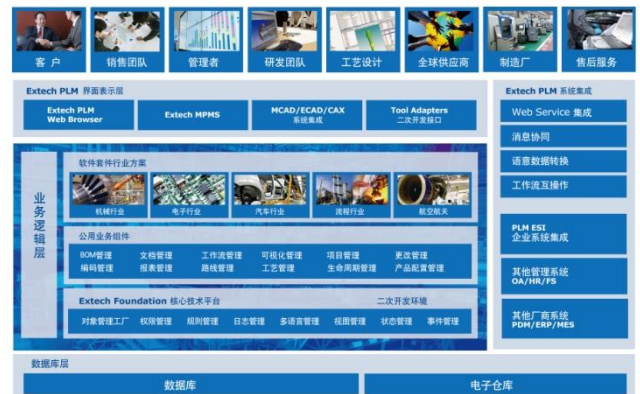 客 户
销售团队
管理者
研发团队
工艺设计
全球供应商
制造厂
售后服务
Extech PLM 界面表示层
Extech PLM
Web Browser
Extech MPMS
MCAD/ECAD/CAX
系统集成
Tool Adapters
二次开发接口
业务逻辑层
软件套件行业方案
机械行业
电子行业
汽车行业
流程行业
航空航天
公用业务组件
BOM管理 文档管理 工作流管理 可视化管理 项目管理 更改管理
编码管理 报表管理 路线管理 工艺管理 生命周期管理 产品配置管理
Extech Foundation 核心技术平台 二次开发环境
对象管理工厂 权限管理 规则管理 日志管理 多语言管理 视图管理 状态管理 事件管理
Extech PLM 系统集成
Web Service 集成
消息协同
语意数据转换
工作流互操作
PLM ESI
企业系统集成
其他管理系统
OA/HR/FS
其他厂商系统
PDM/ERP/MES
数据库层
数据库
电子仓库